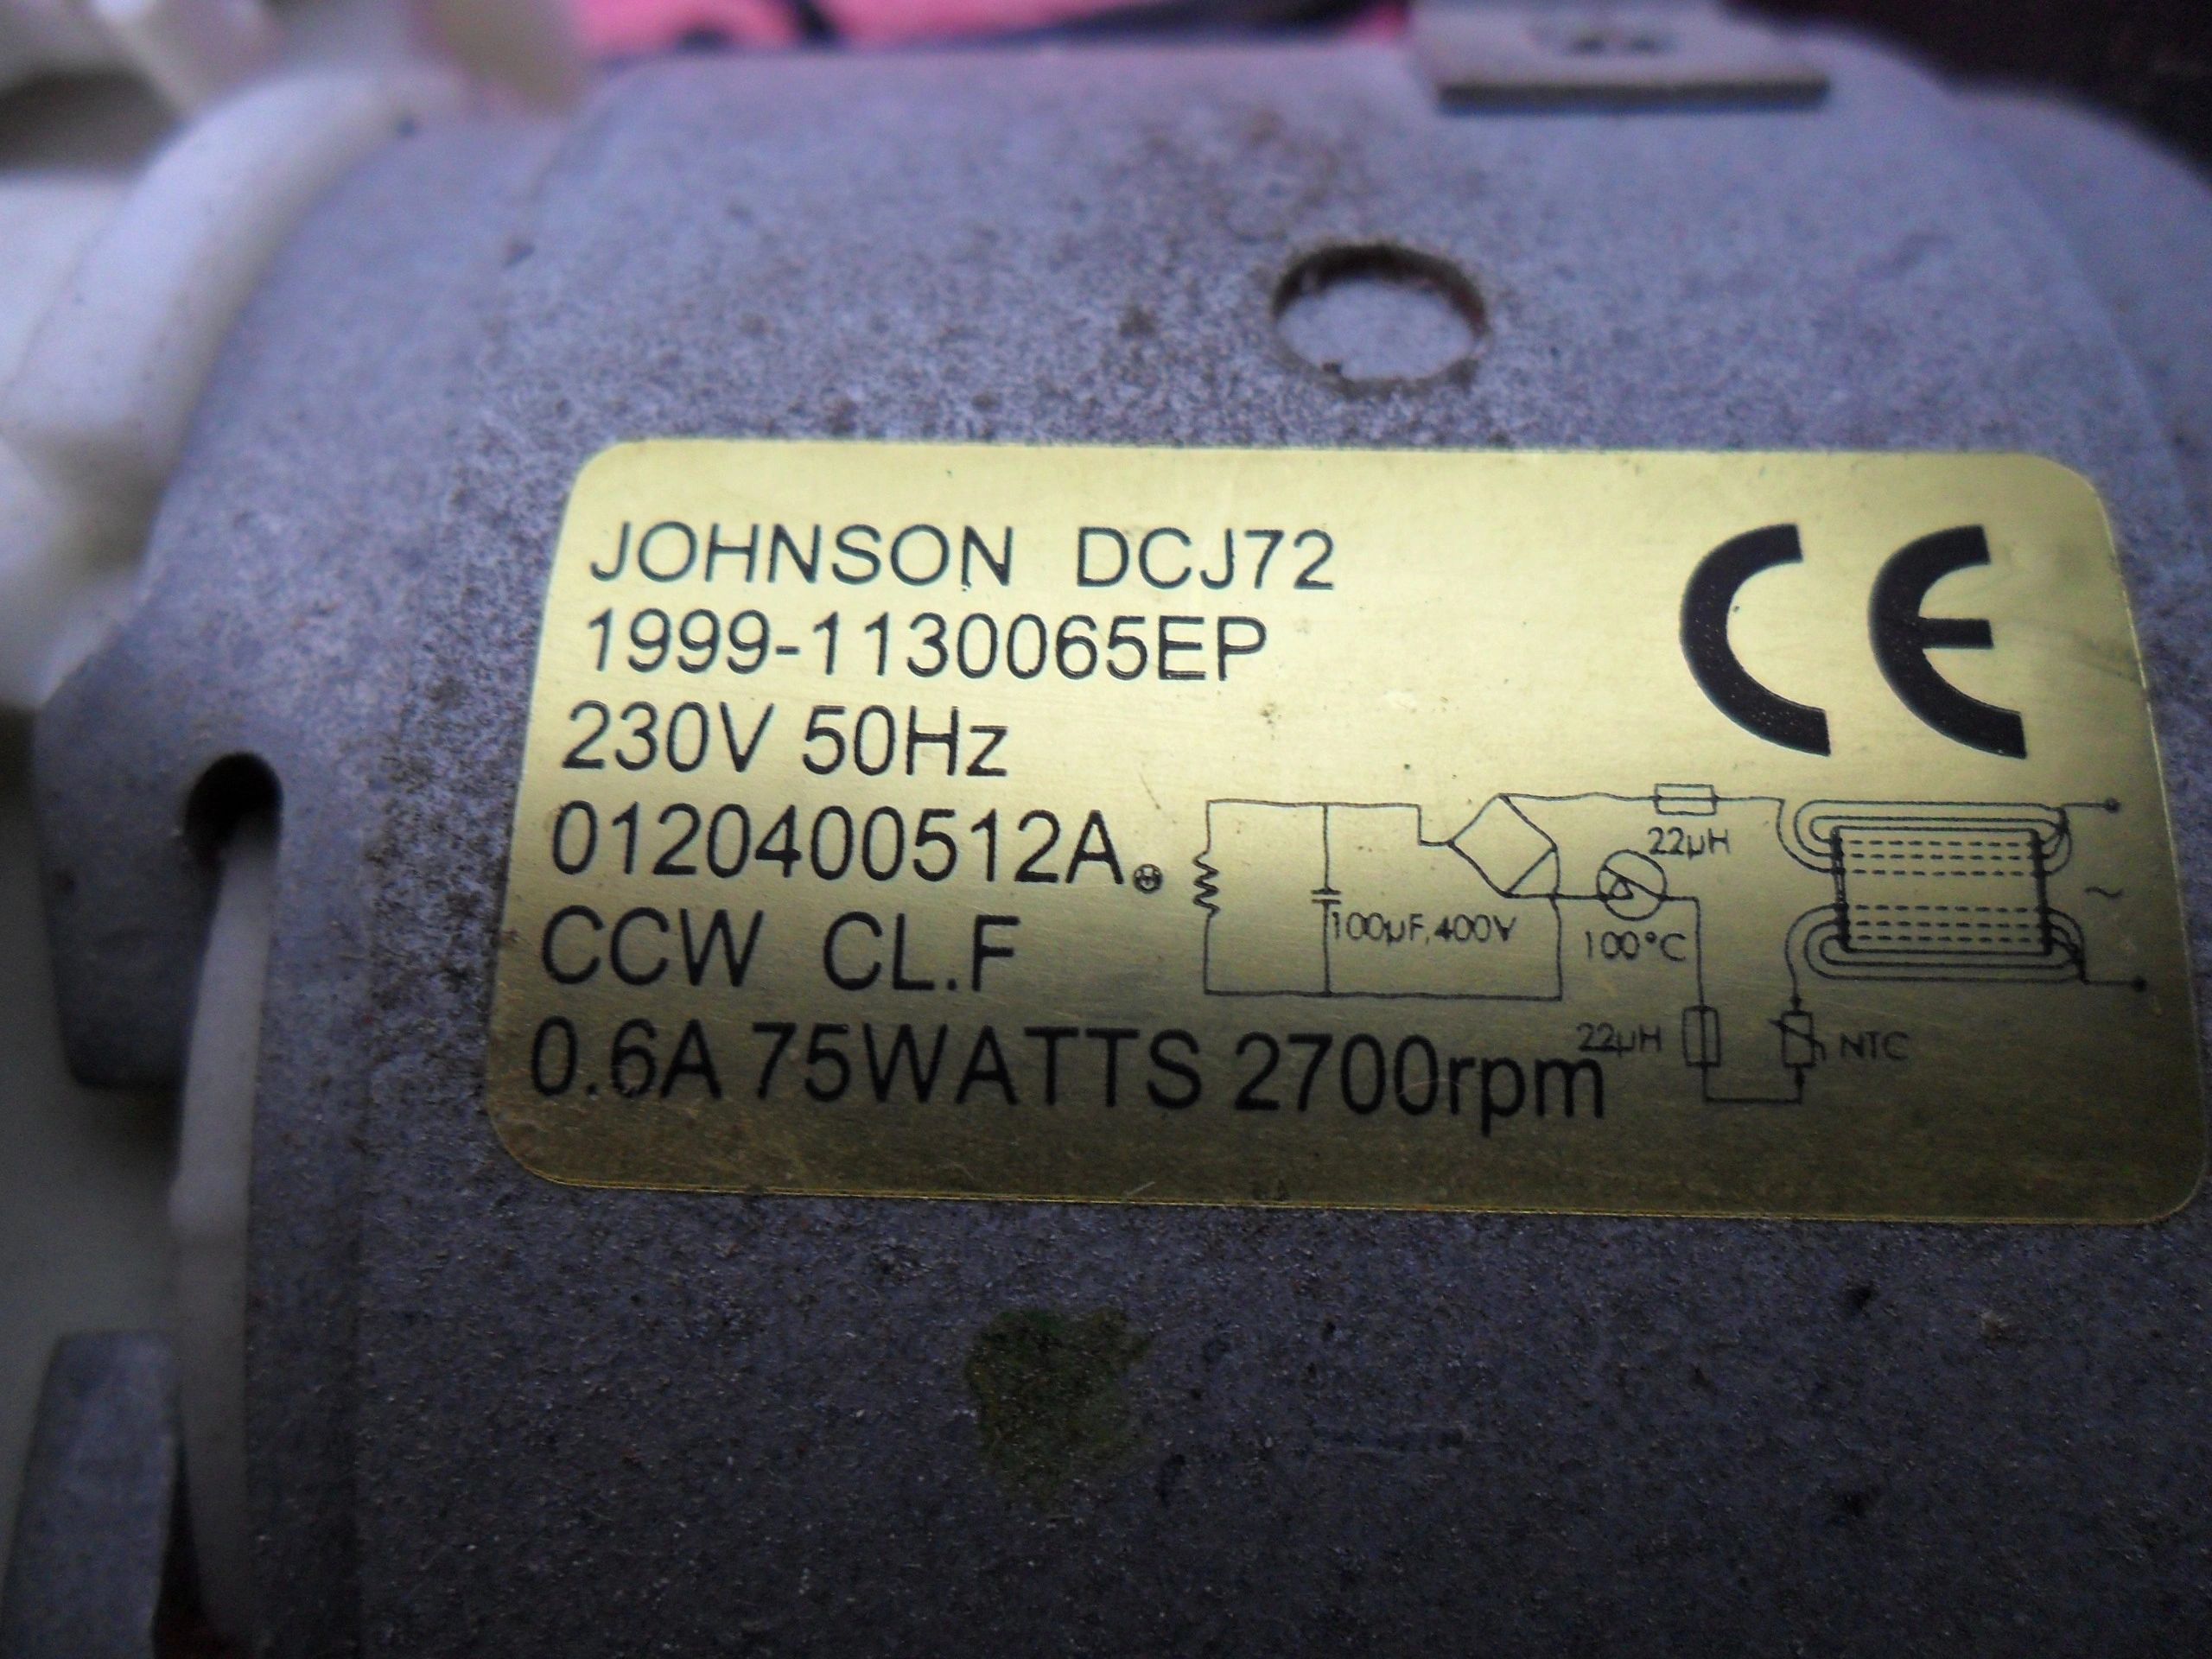 JOHNSON DCJ72
CE
1999-1130065EP
230V 50Hz
0120400512A
CCW CL.F
0.6A 75WATTS 2700rpm
22µH
100µF,400V
100°C
~
22µH
NTC